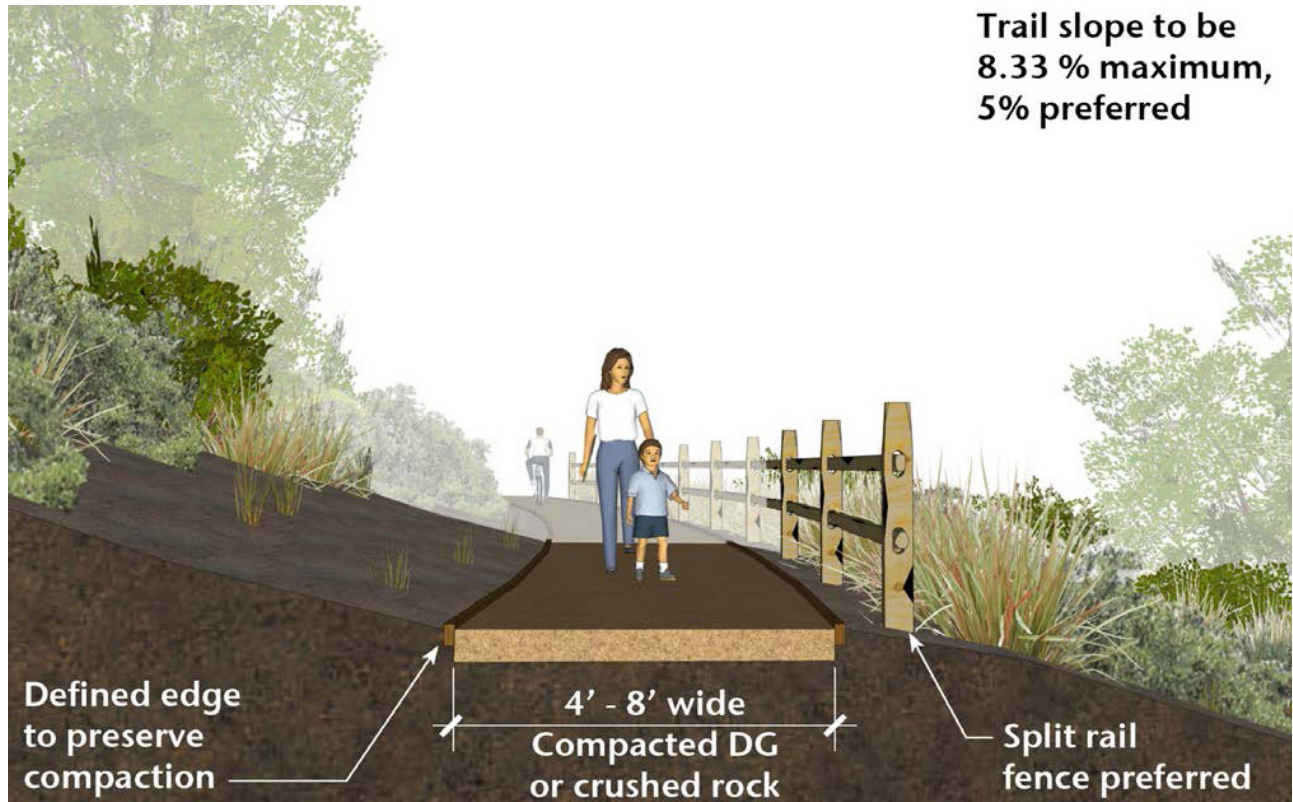 Trail slope to be
8.33 % maximum,
5% preferred
Defined edge
to preserve
compaction
4’ - 8’ wide
Compacted DG
or crushed rock
Split rail
fence preferred